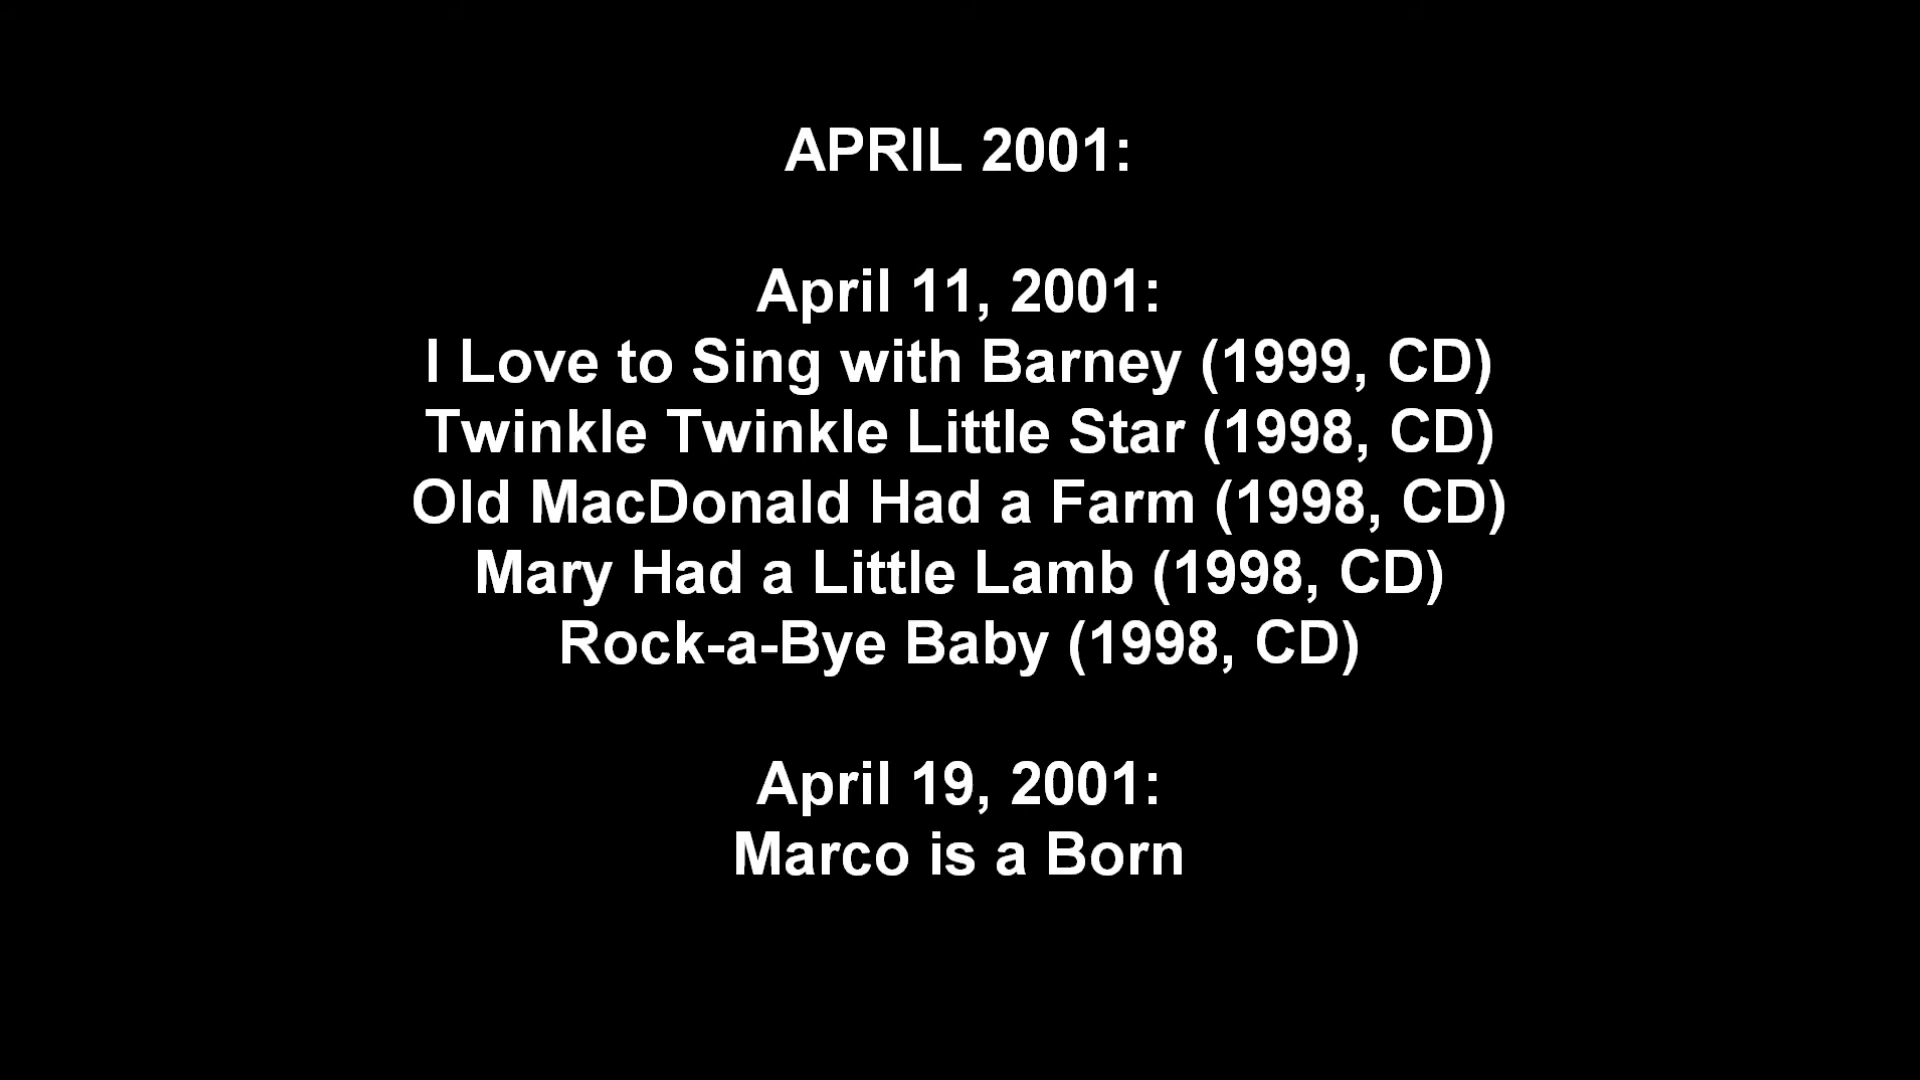 APRIL 2001:
April 11, 2001:
I Love to Sing with Barney (1999, CD)
Twinkle Twinkle Little Star (1998, CD)
Old MacDonald Had a Farm (1998, CD)
Mary Had a Little Lamb (1998, CD)
Rock-a-Bye Baby (1998, CD)
April 19, 2001:
Marco is a Born